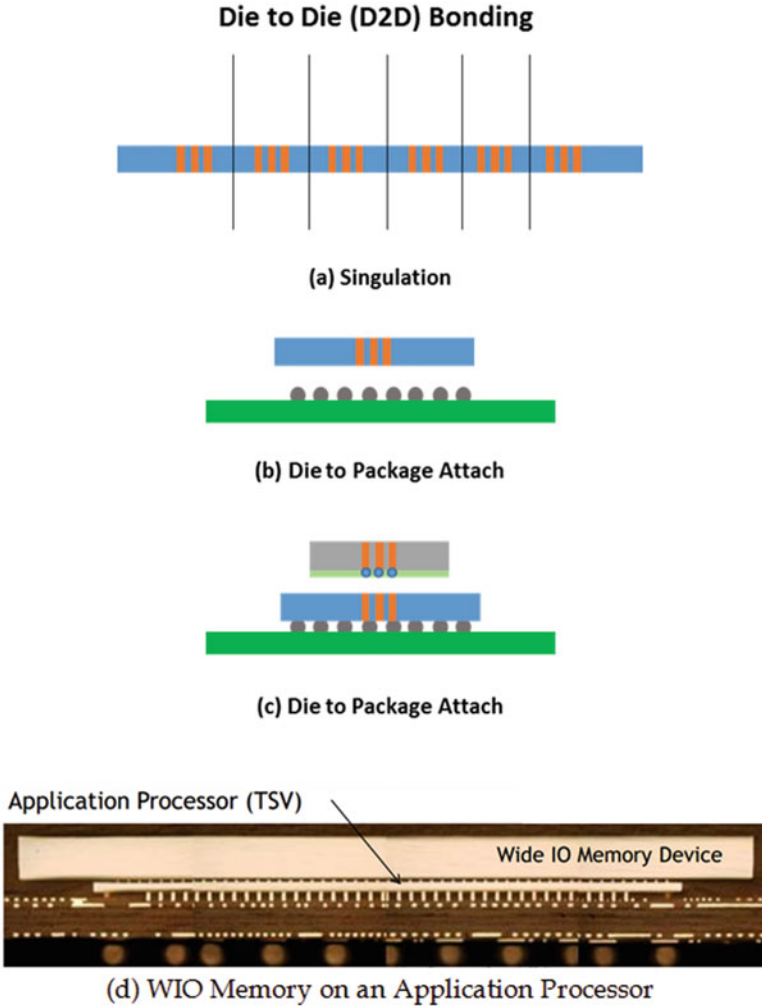 Die to Die (D2D) Bonding
(a) Singulation
(b) Die to Package Attach
(c) Die to Package Attach
Application Processor (TSV)
Wide IO Memory Device
(d) WIO Memory on an Application Processor